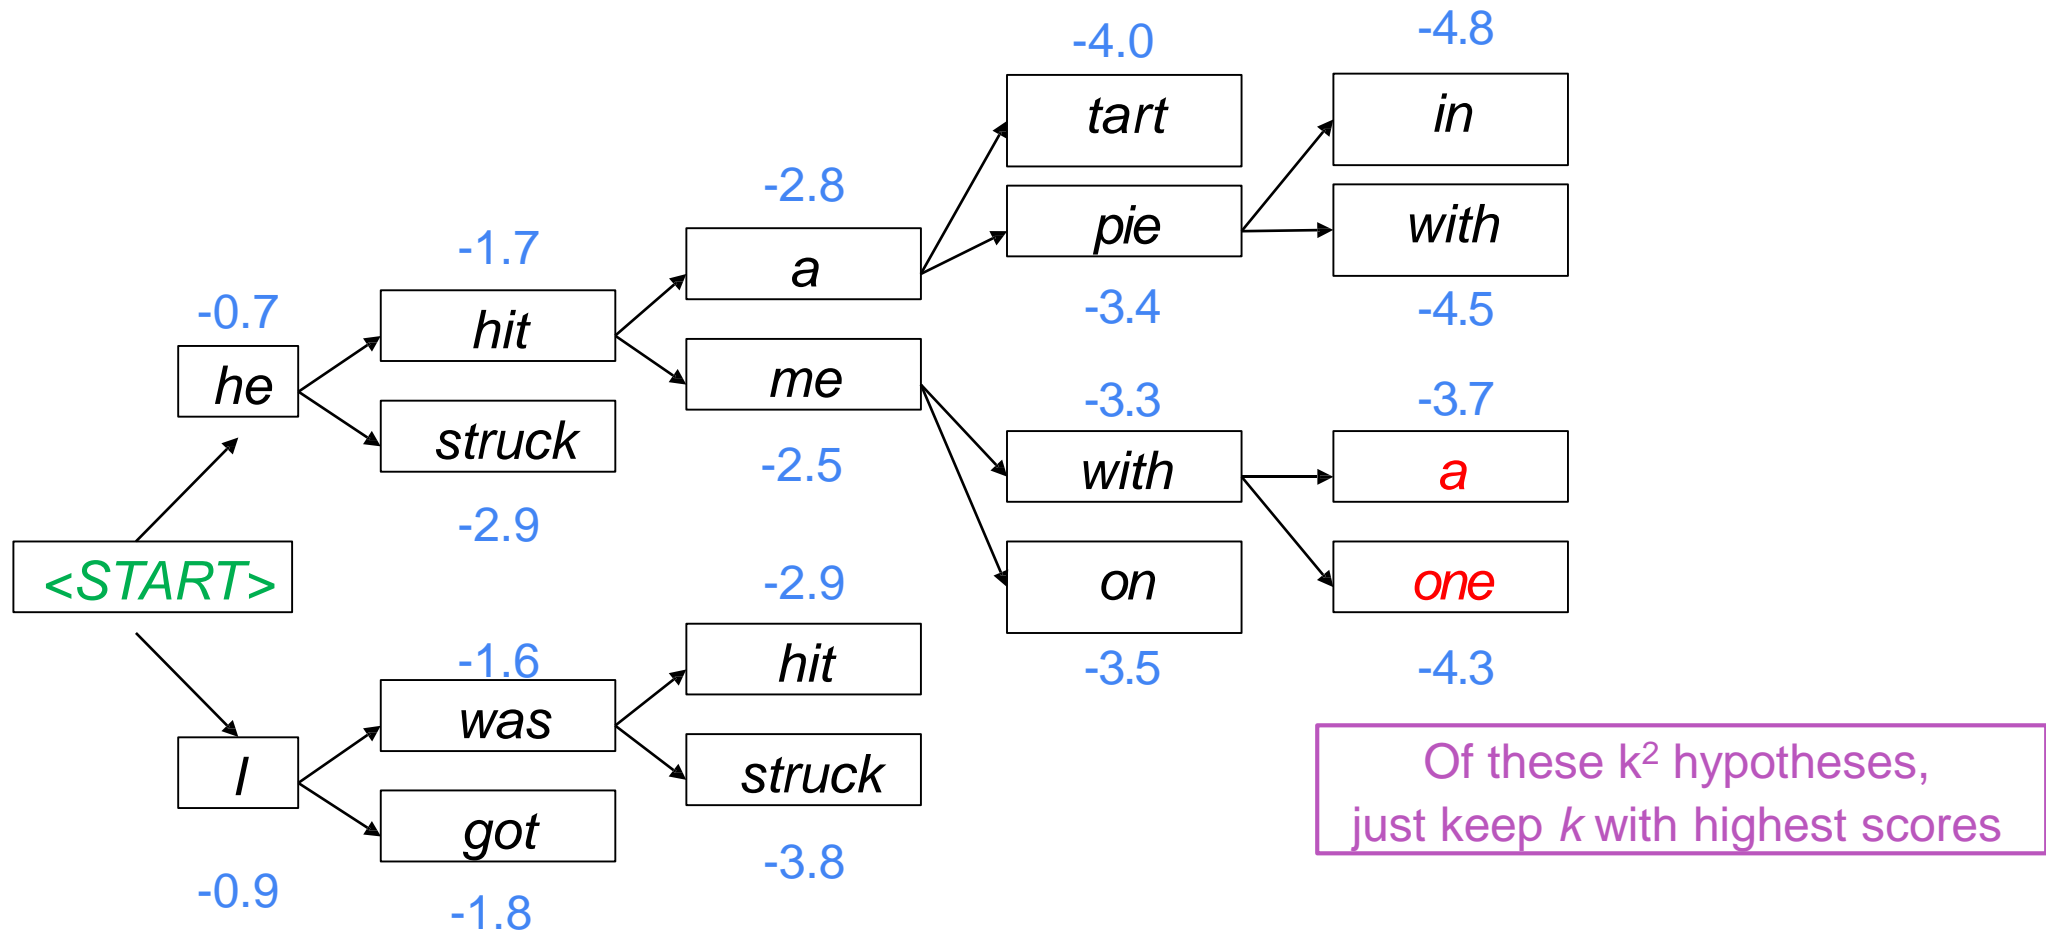 -4.0
-4.8
tart
in
-2.8
pie
with
-1.7
a
-3.4
-4.5
-0.7
hit
me
-3.3
-3.7
he
struck
-2.5
with
a
-2.9
<START>
-2.9
on
one
-1.6
hit
-3.5
-4.3
was
struck
I
got
-3.8
-0.9
-1.8
Of these k² hypotheses,
just keep k with highest scores